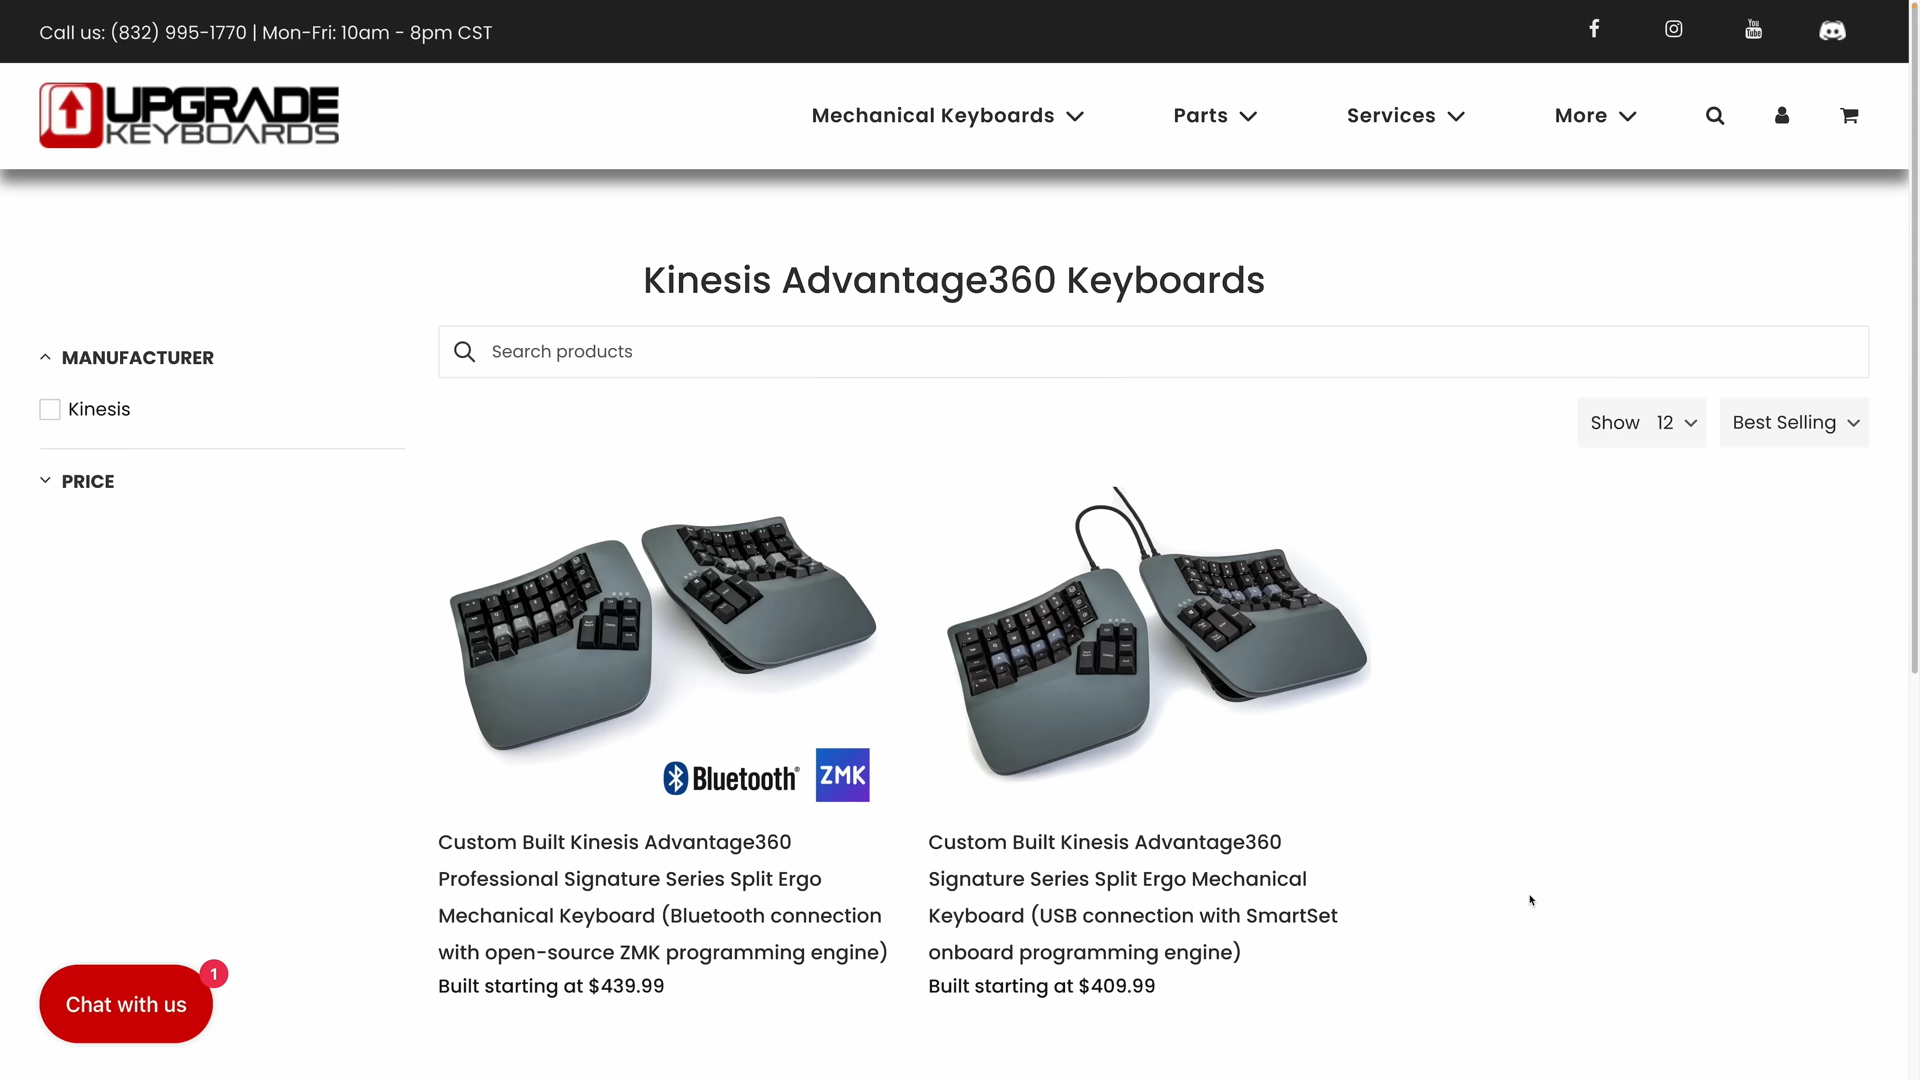 Call us: (832) 995-1770 | Mon-Fri: 10am - 8pm CST
You
Tube
UPGRADE
KEYBOARDS
Mechanical Keyboards
Parts
Services
More
Kinesis Advantage360 Keyboards
MANUFACTURER
Search products
Kinesis
Show 12
Best Selling
PRICE
Bluetooth®
ZMK
Custom Built Kinesis Advantage360
Professional Signature Series Split Ergo
Mechanical Keyboard (Bluetooth connection
with open-source ZMK programming engine)
Built starting at $439.99
Custom Built Kinesis Advantage360
Signature Series Split Ergo Mechanical
Keyboard (USB connection with SmartSet
onboard programming engine)
Built starting at $409.99
1
Chat with us